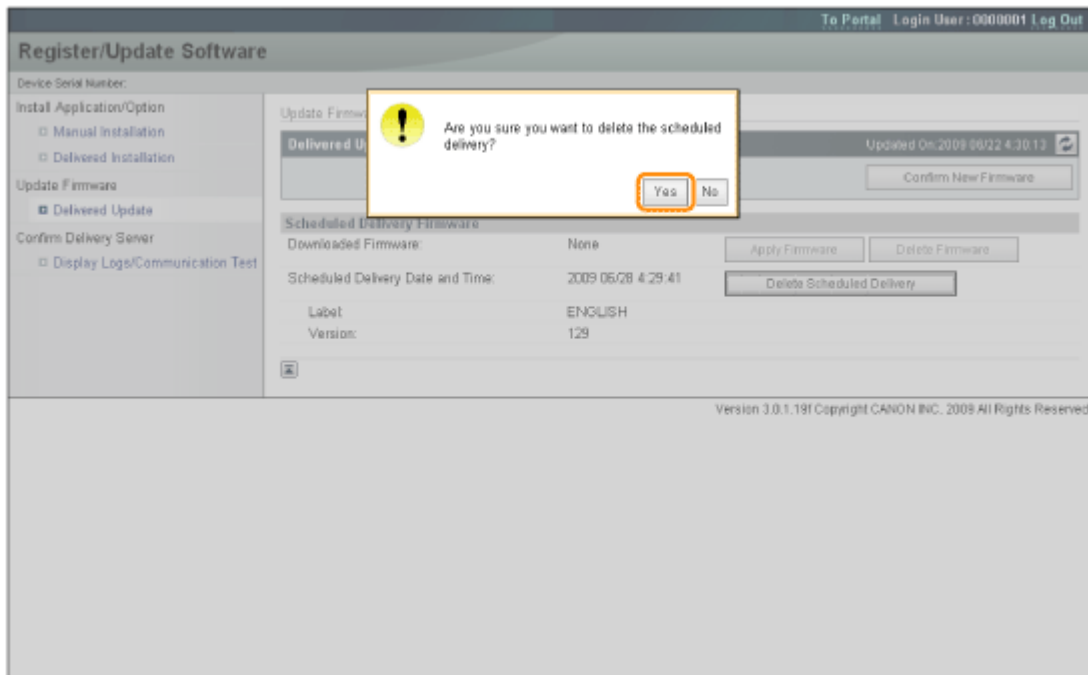 To Portal Login User : 0000001 Log Out
Register/Update Software
Device Serial Number:
Install Application/Option
Manual Installation
Delivered Installation
Update Firmware
Delivered Update
Confirm Delivery Server
Display Logs/Communication Test
Update Firmw
Delivered U
Updated On:2009 06/22 4:30:13
Confirm New Firmware
Are you sure you want to delete the scheduled
delivery?
Yes No
Scheduled Delivery Firmware
Downloaded Firmware: None Apply Firmware Delete Firmware
Scheduled Delivery Date and Time: 2009 06/28 4:29:41 Delete Scheduled Delivery
Label: ENGLISH
Version: 129
Version 3.0.1.19f Copyright CANON INC. 2009 All Rights Reserved